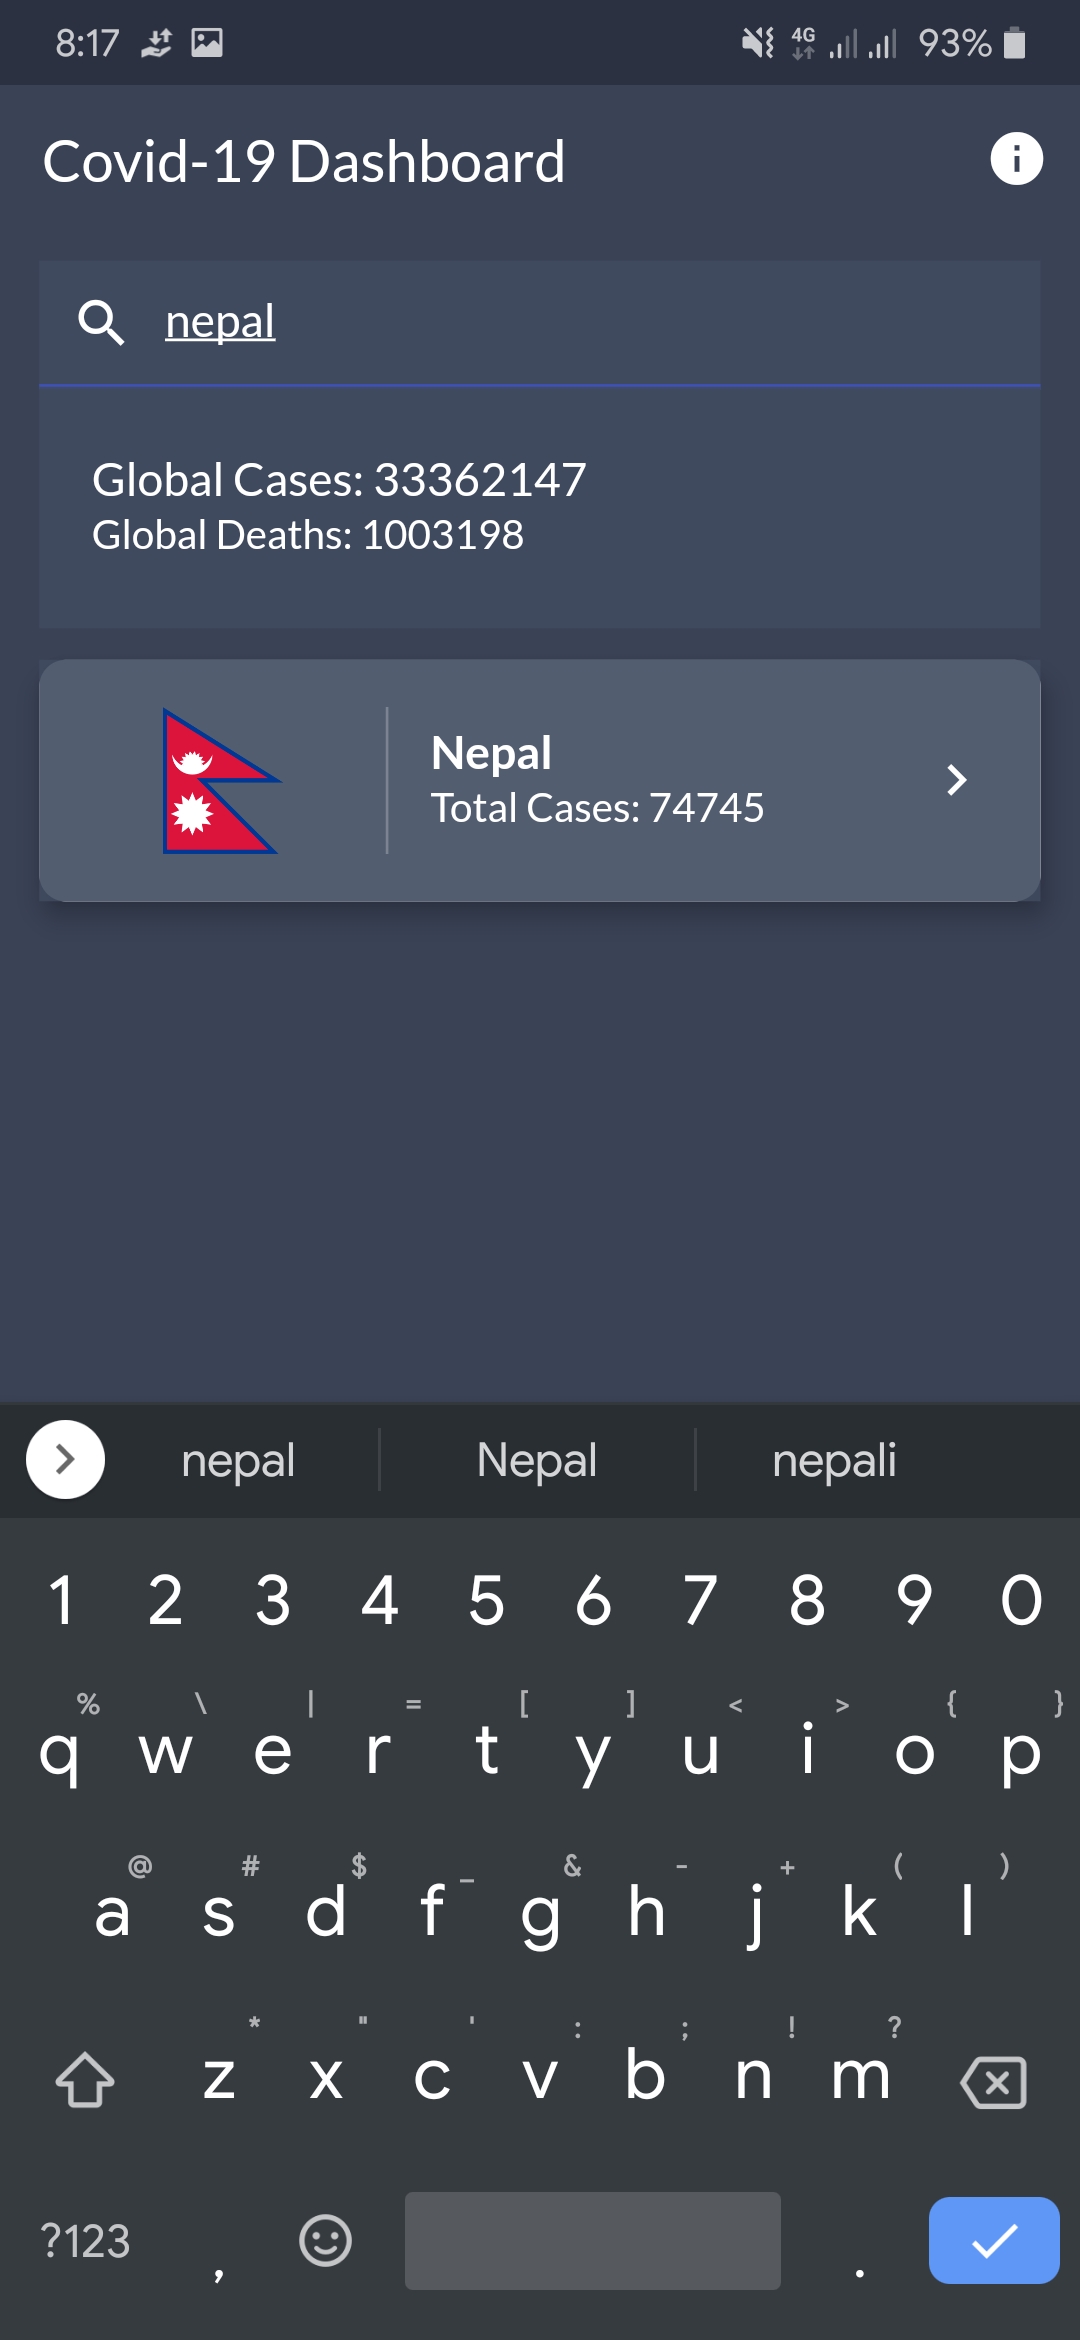 8:17 4G 93%
Covid-19 Dashboard
nepal
Global Cases: 33362147
Global Deaths: 1003198
Nepal
Total Cases: 74745
nepal Nepal nepali
1 2 3 4 5 6 7 8 9 0
% \ | = [ ] < > { }
q w e r t y u i o p
@ # $ _ & - + ( )
a s d f g h j k l
* " ' : ; ! ?
z x c v b n m
?123 , .